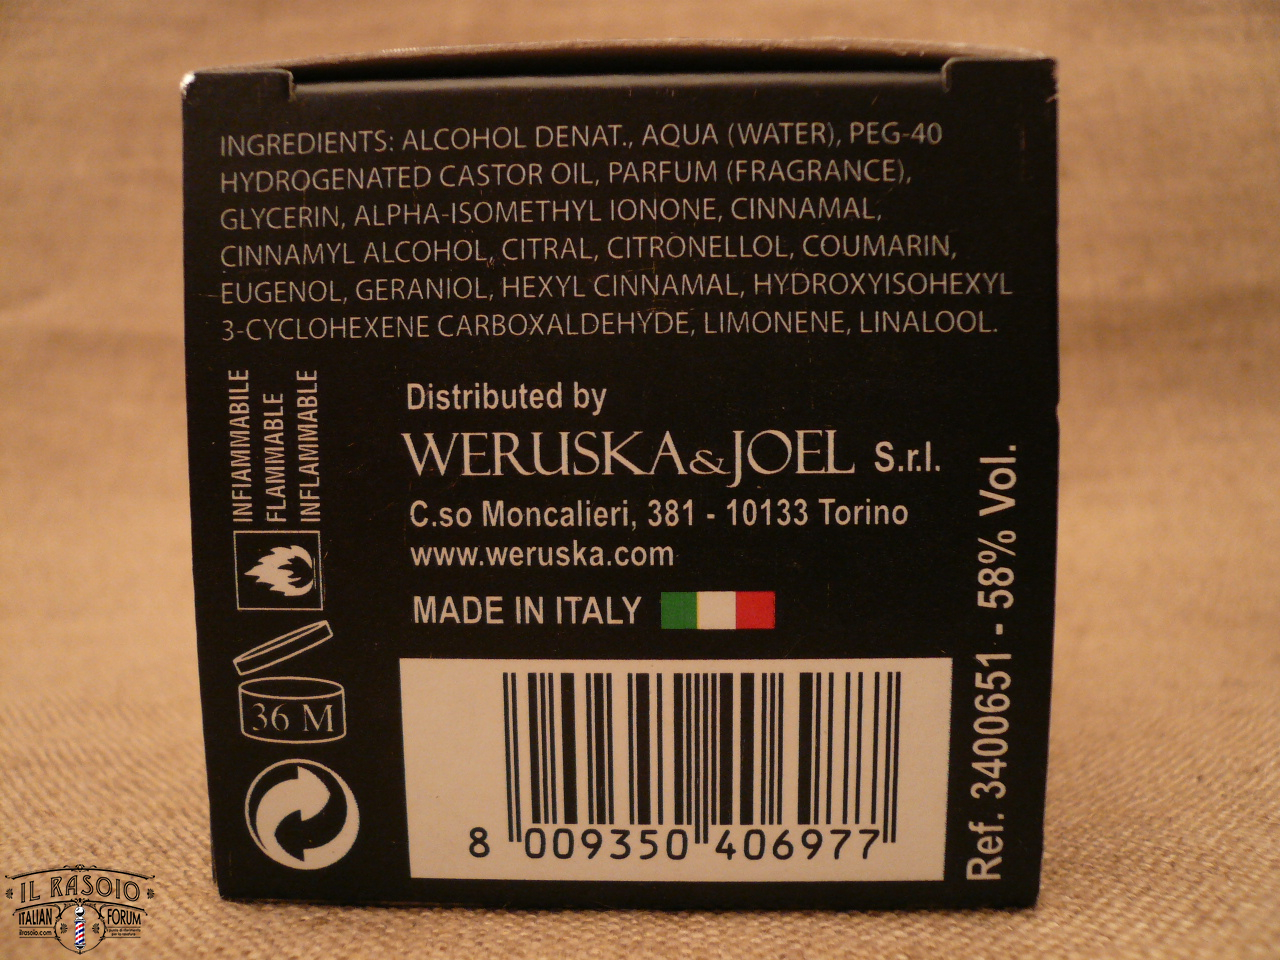 INGREDIENTS: ALCOHOL DENAT., AQUA (WATER), PEG-40
HYDROGENATED CASTOR OIL, PARFUM (FRAGRANCE),
GLYCERIN, ALPHA-ISOMETHYL IONONE, CINNAMAL,
CINNAMYL ALCOHOL, CITRAL, CITRONELLOL, COUMARIN,
EUGENOL, GERANIOL, HEXYL CINNAMAL, HYDROXYISOHEXYL
3-CYCLOHEXENE CARBOXALDEHYDE, LIMONENE, LINALOOL.
INFIAMMABILE
FLAMMABLE
INFLAMMABLE
36 M
Distributed by
WERUSKA&JOEL S.r.l.
C.so Moncalieri, 381 - 10133 Torino
www.weruska.com
MADE IN ITALY
8 009350 406977
Ref. 3400651 - 58% Vol.
IL RASOIO
ITALIAN FORUM
ilrasoio.com